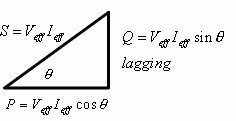 S = V_eff I_eff
Q = V_eff I_eff sin θ
lagging
θ
P = V_eff I_eff cos θ